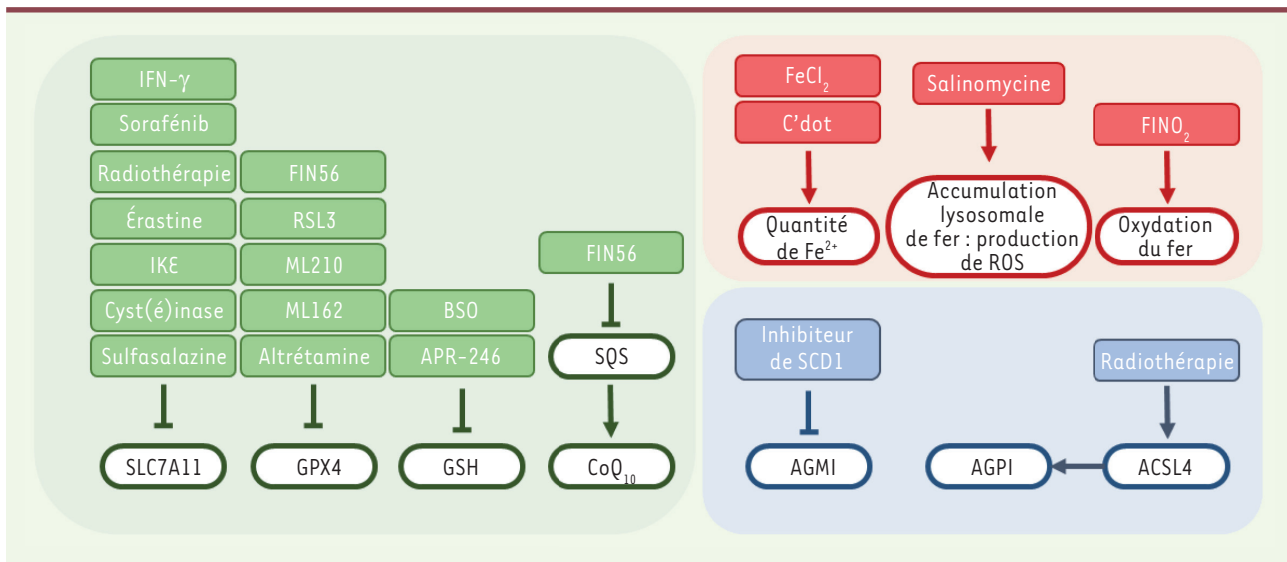 IFN-γ
Sorafénib
Radiothérapie
Érastine
IKE
Cyst(é)inase
Sulfasalazine
SLC7A11
FIN56
RSL3
ML210
ML162
Altrétamine
GPX4
BSO
APR-246
GSH
FIN56
SQS
CoQ₁₀
FeCl₂
C'dot
Quantité
de Fe²⁺
Salinomycine
Accumulation
lysosomale
de fer : production
de ROS
FINO₂
Oxydation
du fer
Inhibiteur
de SCD1
AGMI
Radiothérapie
AGPI
ACSL4